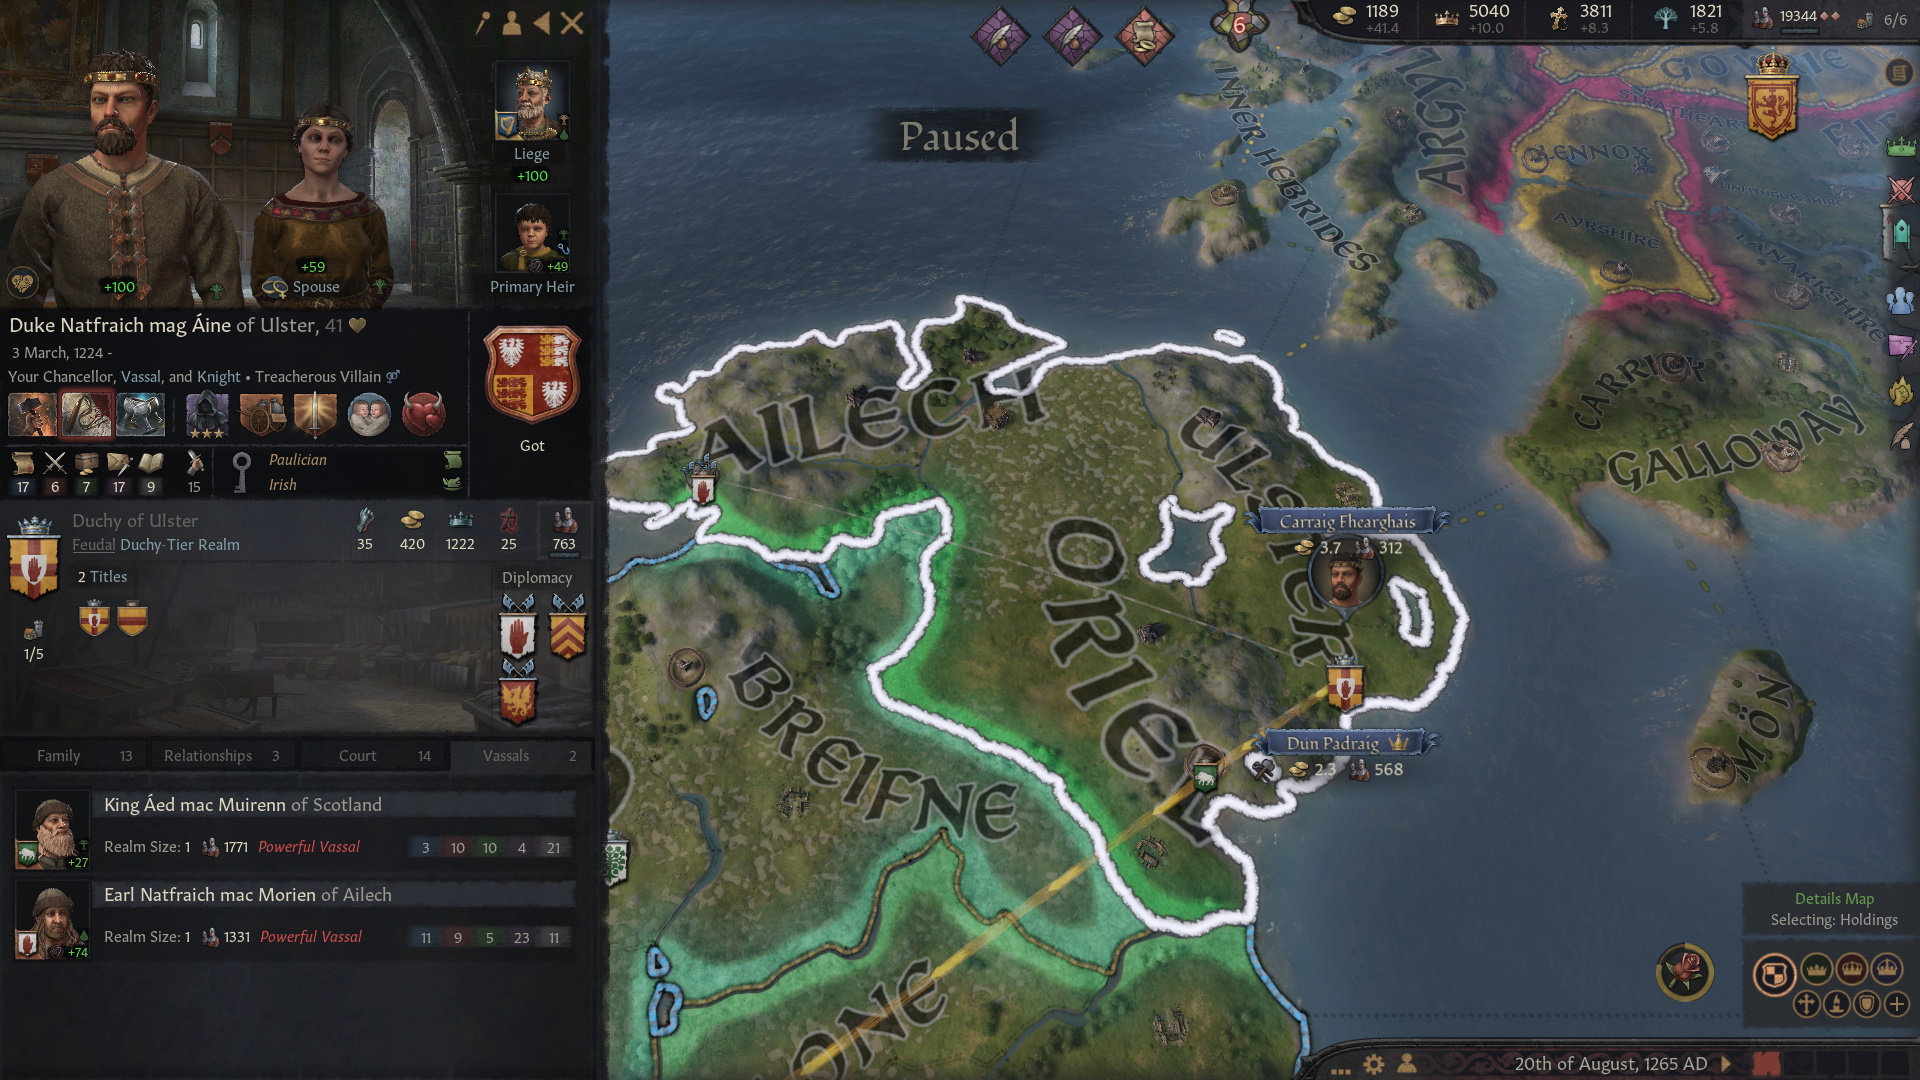 1189
+41.4
5040
+10.0
3811
+8.3
1821
+5.8
19344
6/6
6
Paused
Liege
+100
+49
Primary Heir
+100
+59
Spouse
Duke Natfraich mag Áine of Ulster, 41
3 March, 1224 -
Your Chancellor, Vassal, and Knight • Treacherous Villain
Got
17 6 7 17 9 15
Paulician
Irish
Duchy of Ulster
Feudal Duchy-Tier Realm
35 420 1222 25 763
2 Titles
1/5
Diplomacy
Family 13
Relationships 3
Court 14
Vassals 2
King Áed mac Muirenn of Scotland
Realm Size: 1 1771 Powerful Vassal 3 10 10 4 21
+27
Earl Natfraich mac Morien of Ailech
Realm Size: 1 1331 Powerful Vassal 11 9 5 23 11
+74
INNER HEBRIDES
GOWRIE
LENNOX
AYRSHIRE
LINLITHGOWSHIRE
LANARKSHIRE
CARRICK
GALLOWAY
AILECH
ULSTER
ORIEL
BREIFNE
MÖN
Carraig Fhearghais
3.7 312
Dun Padraig
2.3 568
Details Map
Selecting: Holdings
20th of August, 1265 AD